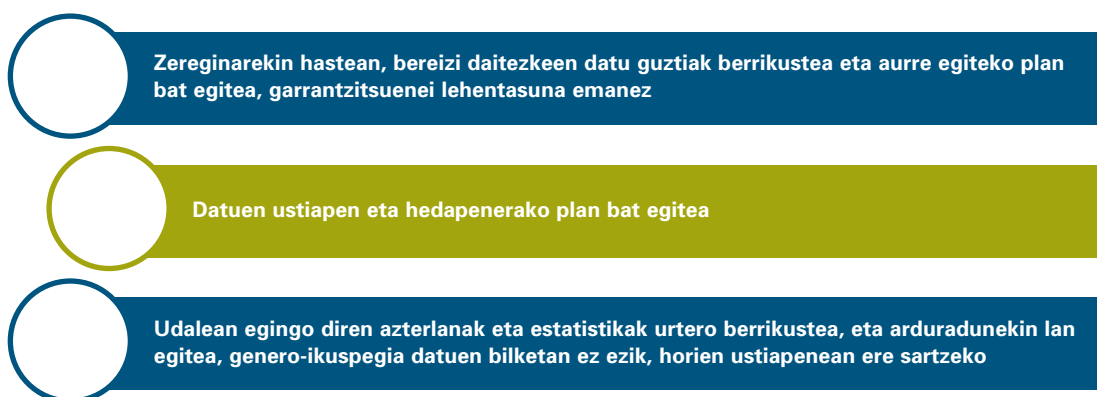 Zereginarekin hastean, bereizi daitezkeen datu guztiak berrikustea eta aurre egiteko plan
bat egitea, garrantzitsuenei lehentasuna emanez
Datuen ustiapen eta hedapenerako plan bat egitea
Udalean egingo diren azterlanak eta estatistikak urtero berrikustea, eta arduradunekin lan
egitea, genero-ikuspegia datuen bilketan ez ezik, horien ustiapenean ere sartzeko